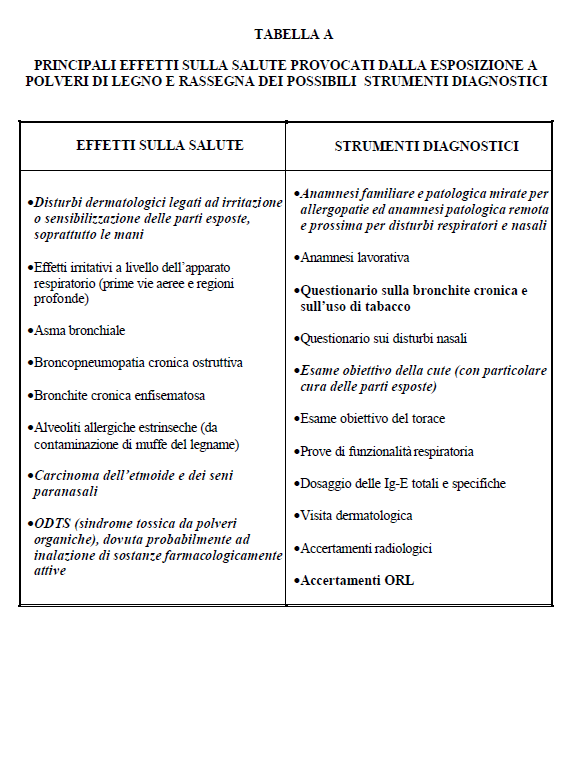 TABELLA A
PRINCIPALI EFFETTI SULLA SALUTE PROVOCATI DALLA ESPOSIZIONE A
POLVERI DI LEGNO E RASSEGNA DEI POSSIBILI STRUMENTI DIAGNOSTICI
EFFETTI SULLA SALUTE
•Disturbi dermatologici legati ad irritazione
o sensibilizzazione delle parti esposte,
soprattutto le mani
•Effetti irritativi a livello dell'apparato
respiratorio (prime vie aeree e regioni
profonde)
•Asma bronchiale
•Broncopneumopatia cronica ostruttiva
•Bronchite cronica enfisematosa
•Alveoliti allergiche estrinseche (da
contaminazione di muffe del legname)
•Carcinoma dell'etmoide e dei seni
paranasali
•ODTS (sindrome tossica da polveri
organiche), dovuta probabilmente ad
inalazione di sostanze farmacologicamente
attive
STRUMENTI DIAGNOSTICI
•Anamnesi familiare e patologica mirate per
allergopatie ed anamnesi patologica remota
e prossima per disturbi respiratori e nasali
•Anamnesi lavorativa
•Questionario sulla bronchite cronica e
sull'uso di tabacco
•Questionario sui disturbi nasali
•Esame obiettivo della cute (con particolare
cura delle parti esposte)
•Esame obiettivo del torace
•Prove di funzionalità respiratoria
•Dosaggio delle Ig-E totali e specifiche
•Visita dermatologica
•Accertamenti radiologici
•Accertamenti ORL